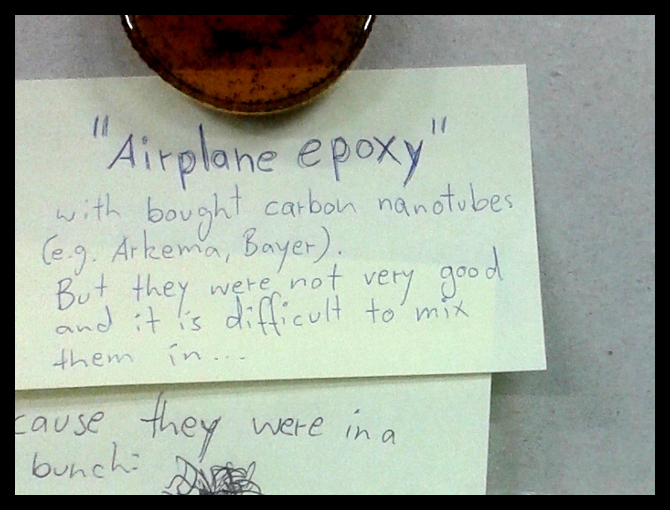 "Airplane epoxy"
with bought carbon nanotubes
(e.g. Arkema, Bayer).
But they were not very good
and it is difficult to mix
them in...
cause they were in a
bunch: